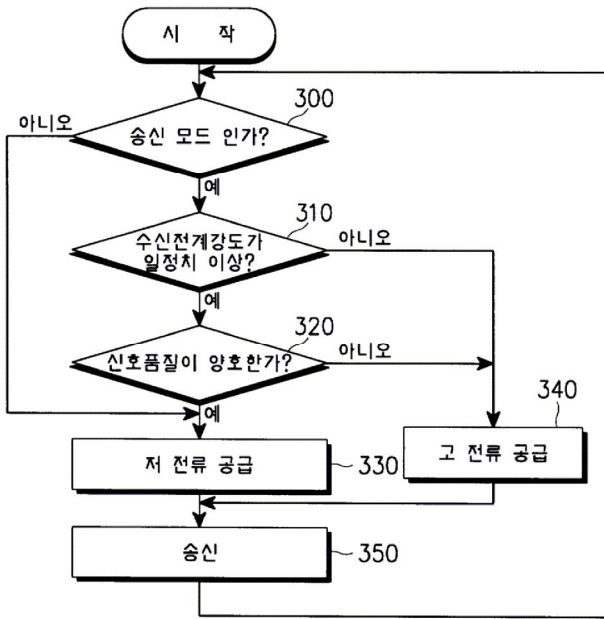 시 작
300
아니오
송신 모드 인가?
예
310
수신전계강도가
일정치 이상?
아니오
예
320
신호품질이 양호한가?
아니오
예
340
저 전류 공급
330
고 전류 공급
송신
350